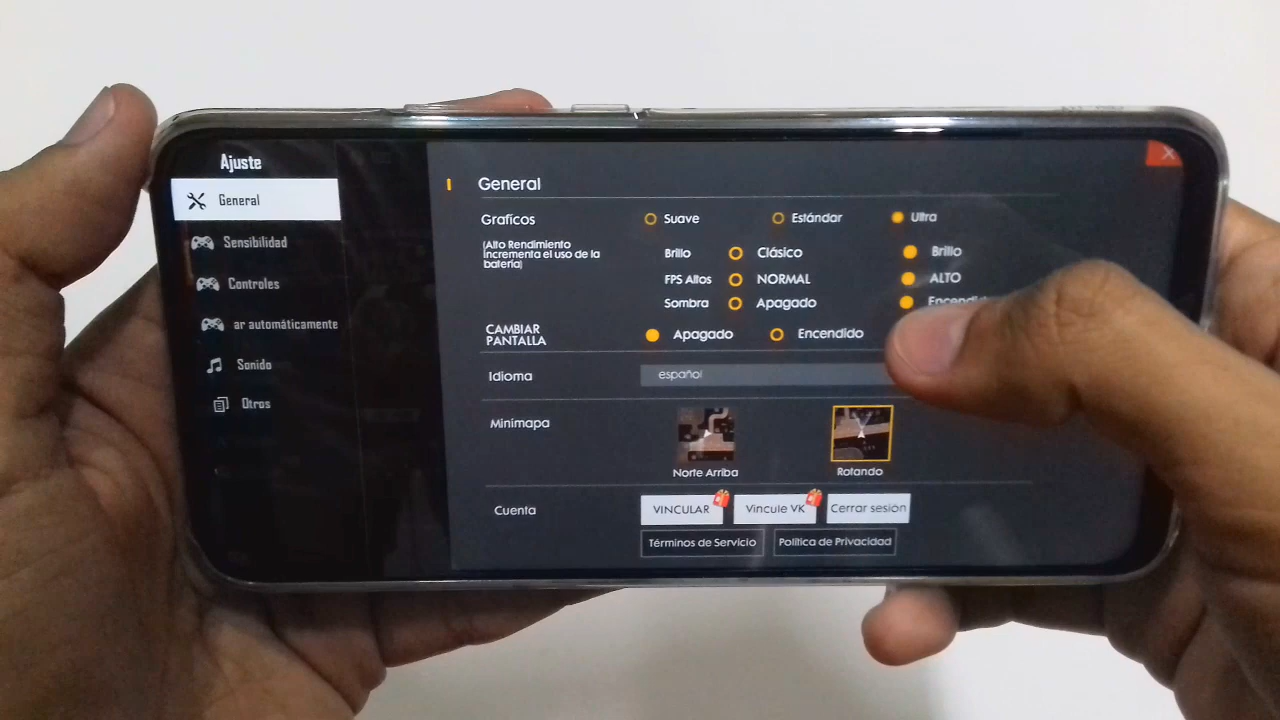 Ajuste
General
Sensibilidad
Controles
ar automáticamente
Sonido
Otros
General
Grafícos Suave Estándar Ultra
(Alto Rendimiento
Incrementa el uso de la
batería)
Brillo Clásico Brillo
FPS Altos NORMAL ALTO
Sombra Apagado Encendido
CAMBIAR
PANTALLA
Apagado Encendido
Idioma español
Minimapa
Norte Arriba Rotando
Cuenta VINCULAR Vincule VK Cerrar sesión
Términos de Servicio Política de Privacidad